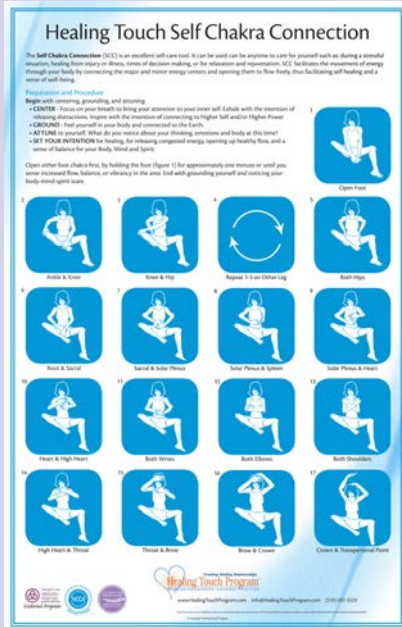 Healing Touch Self Chakra Connection
The Self Chakra Connection (SCC) is an excellent self-care tool. It can be used can be anytime to care for yourself such as: during a stressful
situation, healing from injury or illness, times of decision making, or for relaxation and rejuvenation. SCC facilitates the movement of energy
through your body by connecting the major and minor energy centers and opening them to flow freely, thus facilitating self healing and a
sense of well-being.
Preparation and Procedure
Begin with centering, grounding, and attuning.
• CENTER - Focus on your breath to bring your attention to your inner self. Exhale with the intention of
releasing distractions. Inspire with the intention of connecting to Higher Self and/or Higher Power
• GROUND - Feel yourself in your body and connected to the Earth.
• ATTUNE to yourself. What do you notice about your thinking, emotions and body at this time?
• SET YOUR INTENTION for healing, for releasing congested energy, opening up healthy flow, and a
sense of balance for your Body, Mind and Spirit.
Open either foot chakra first, by holding the foot (figure 1) for approximately one minute or until you
sense increased flow, balance, or vibrancy in the area. End with grounding yourself and noticing your
body-mind-spirit state.
1
Open Foot
2
Ankle & Knee
3
Knee & Hip
4
Repeat 1-3 on Other Leg
5
Both Hips
6
Root & Sacral
7
Sacral & Solar Plexus
8
Solar Plexus & Spleen
9
Solar Plexus & Heart
10
Heart & High Heart
11
Both Wrists
12
Both Elbows
13
Both Shoulders
14
High Heart & Throat
15
Throat & Brow
16
Brow & Crown
17
Crown & Transpersonal Point
Healing Touch Program
www.HealingTouchProgram.com info@HealingTouchProgram.com